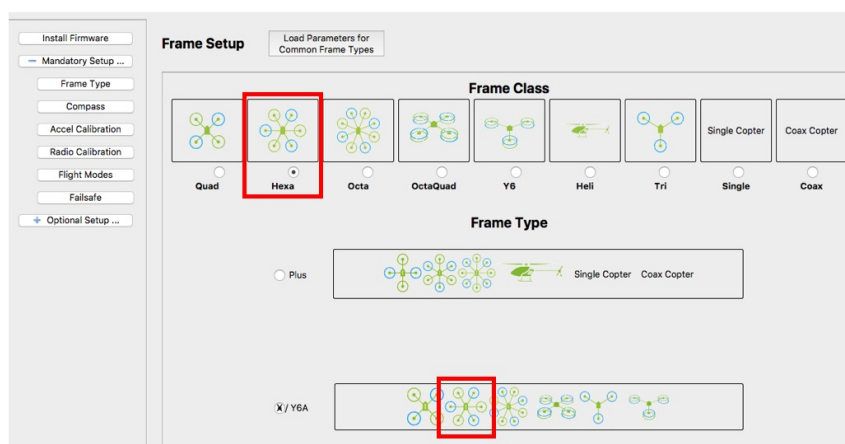 Install Firmware
Mandatory Setup ...
Frame Type
Compass
Accel Calibration
Radio Calibration
Flight Modes
Failsafe
Optional Setup ...
Frame Setup
Load Parameters for
Common Frame Types
Frame Class
Single Copter
Coax Copter
Quad
Hexa
Octa
OctaQuad
Y6
Heli
Tri
Single
Coax
Frame Type
Plus
Single Copter Coax Copter
X / Y6A